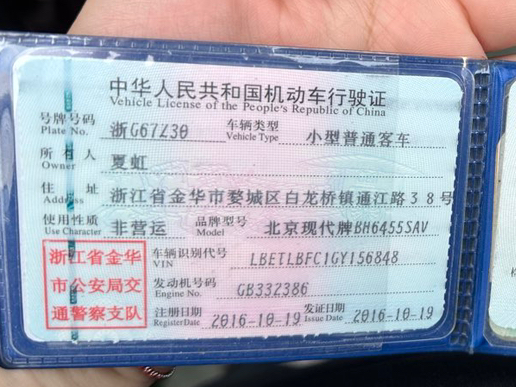 中华人民共和国机动车行驶证
Vehicle License of the People's Republic of China
号牌号码 浙G67Z30 车辆类型 小型普通客车
Plate No. Vehicle Type
所有人 夏虹
Owner
住址 浙江省金华市婺城区白龙桥镇通江路38号
Address
使用性质 非营运 品牌型号 北京现代牌BH6455SAV
Use Character Model
浙江省金华 车辆识别代号 LBETLBFC1GY156848
VIN
市公安局交 发动机号码 GB332386
Engine No.
通警察支队 注册日期 2016-10-19 发证日期 2016-10-19
RegisterDate Issue Date